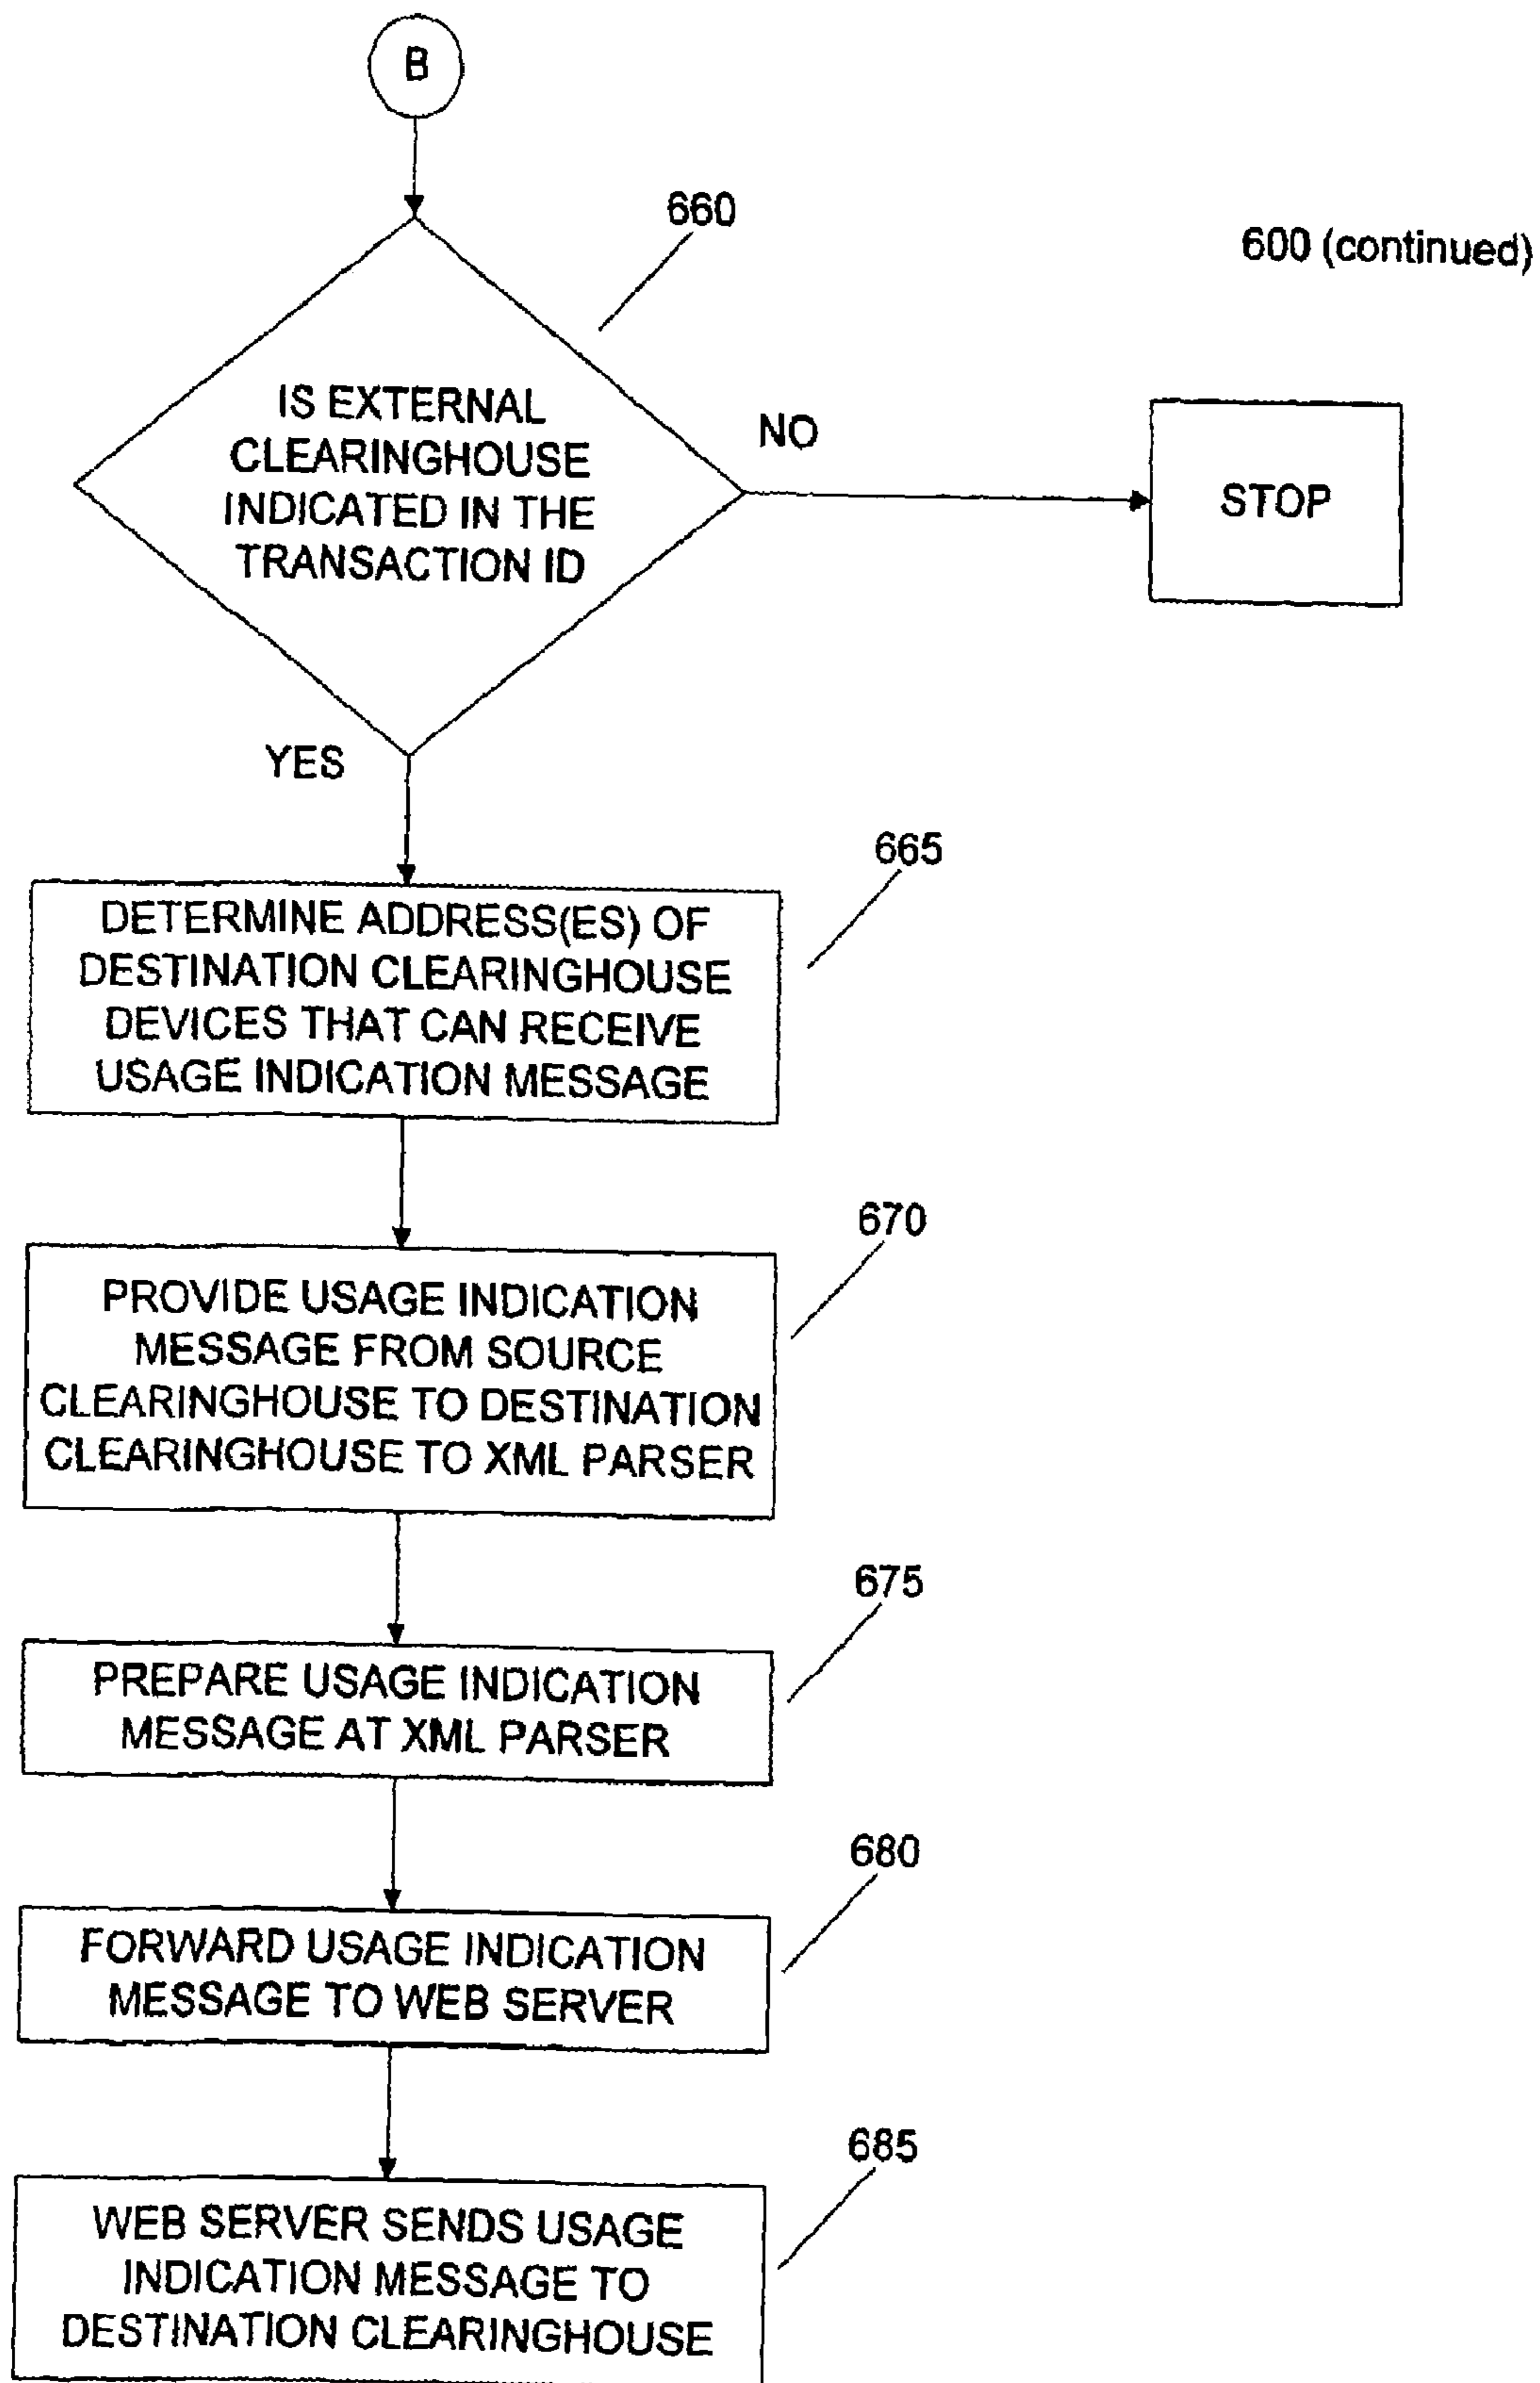 B
660
600 (continued)
IS EXTERNAL
CLEARINGHOUSE
INDICATED IN THE
TRANSACTION ID
NO
STOP
YES
665
DETERMINE ADDRESS(ES) OF
DESTINATION CLEARINGHOUSE
DEVICES THAT CAN RECEIVE
USAGE INDICATION MESSAGE
670
PROVIDE USAGE INDICATION
MESSAGE FROM SOURCE
CLEARINGHOUSE TO DESTINATION
CLEARINGHOUSE TO XML PARSER
675
PREPARE USAGE INDICATION
MESSAGE AT XML PARSER
680
FORWARD USAGE INDICATION
MESSAGE TO WEB SERVER
685
WEB SERVER SENDS USAGE
INDICATION MESSAGE TO
DESTINATION CLEARINGHOUSE